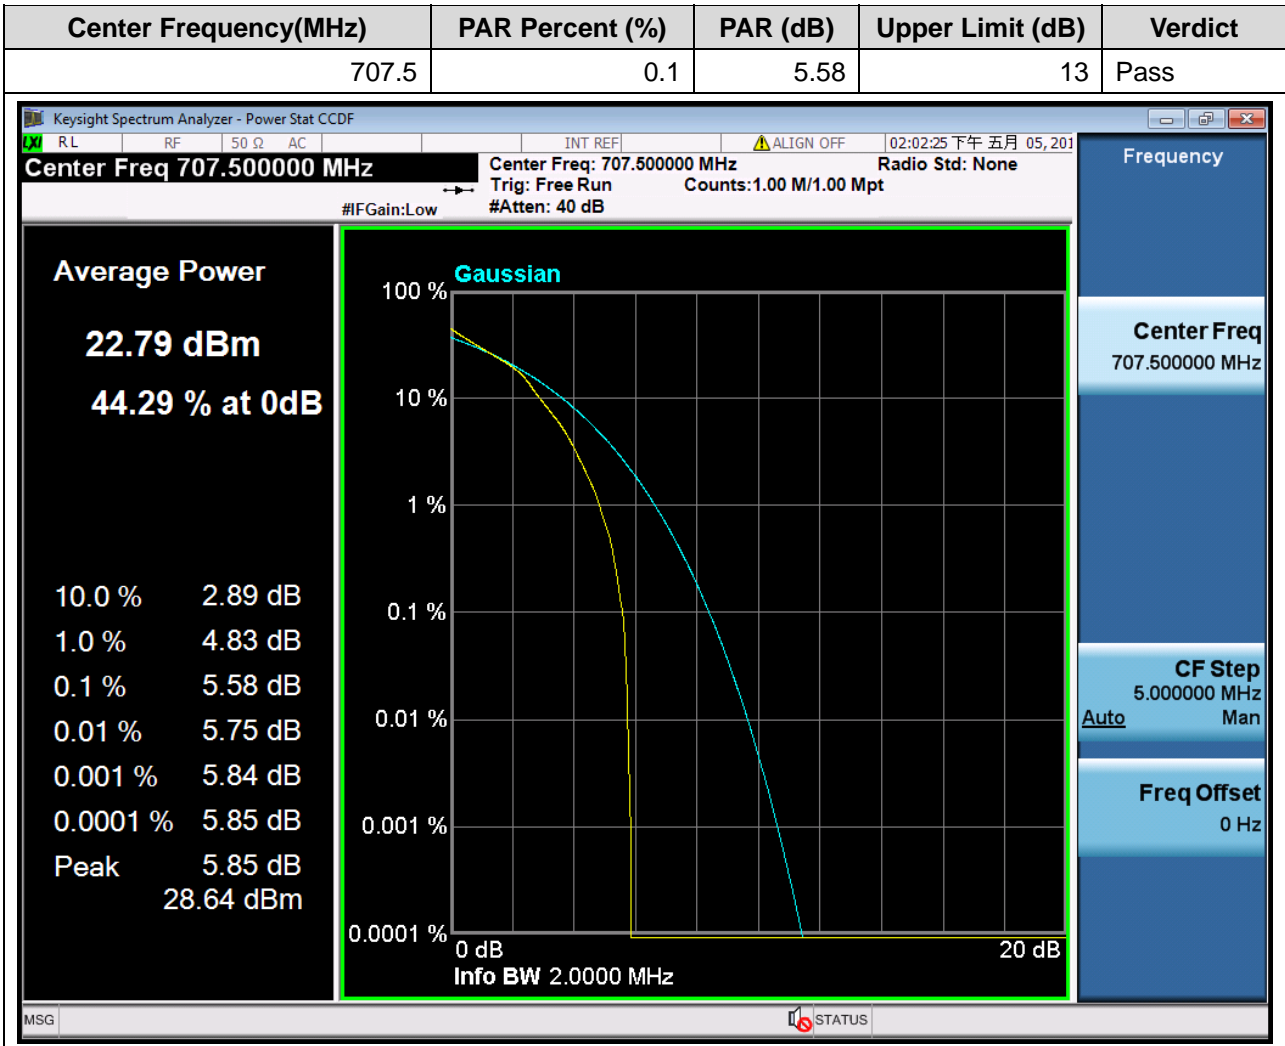 Center Frequency(MHz) PAR Percent (%) PAR (dB) Upper Limit (dB) Verdict
707.5 0.1 5.58 13 Pass
Keysight Spectrum Analyzer - Power Stat CCDF
LXI RL RF 50 Ω AC INT REF ALIGN OFF 02:02:25 下午 五月 05, 201
Center Freq 707.500000 MHz
Center Freq: 707.500000 MHz Radio Std: None
Trig: Free Run Counts:1.00 M/1.00 Mpt
#IFGain:Low #Atten: 40 dB
Average Power
22.79 dBm
44.29 % at 0dB
10.0 % 2.89 dB
1.0 % 4.83 dB
0.1 % 5.58 dB
0.01 % 5.75 dB
0.001 % 5.84 dB
0.0001 % 5.85 dB
Peak 5.85 dB
28.64 dBm
Gaussian
100 %
10 %
1 %
0.1 %
0.01 %
0.001 %
0.0001 %
0 dB 20 dB
Info BW 2.0000 MHz
Frequency
Center Freq
707.500000 MHz
CF Step
5.000000 MHz
Auto Man
Freq Offset
0 Hz
MSG STATUS